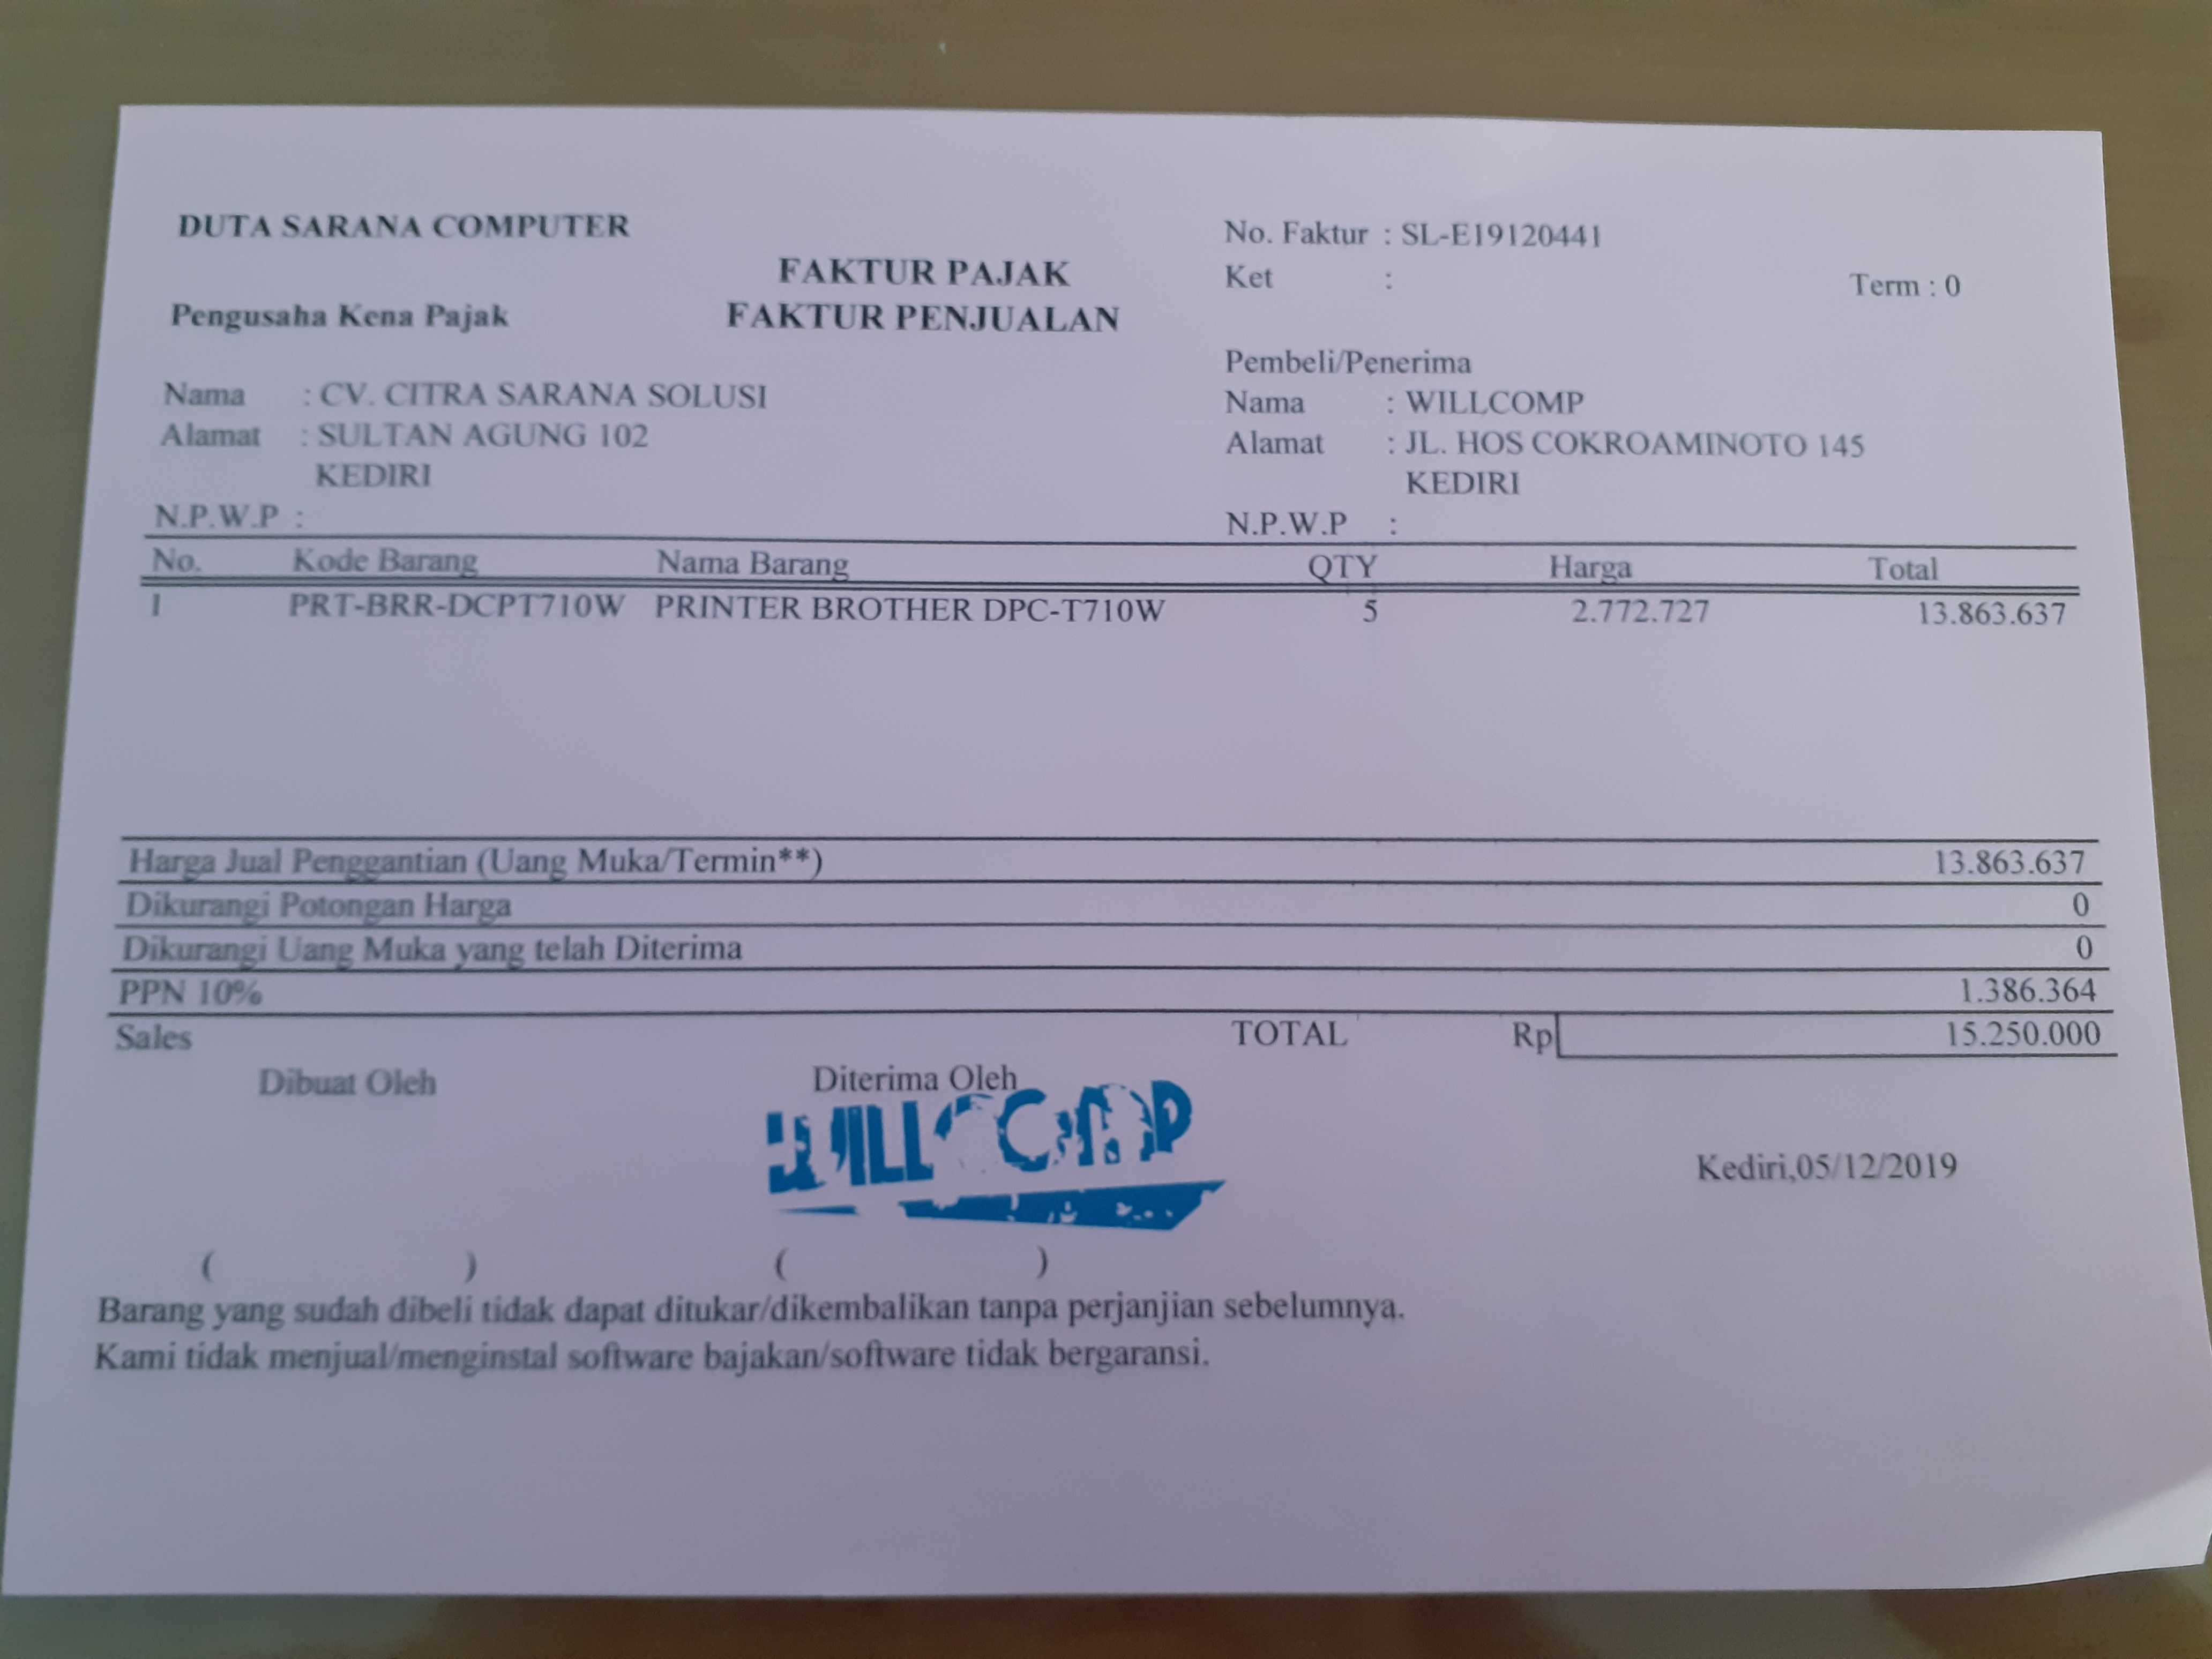 DUTA SARANA COMPUTER
No. Faktur : SL-E19120441
FAKTUR PAJAK
Ket :
Term : 0
Pengusaha Kena Pajak
FAKTUR PENJUALAN
Pembeli/Penerima
Nama : CV. CITRA SARANA SOLUSI
Nama : WILLCOMP
Alamat : SULTAN AGUNG 102
Alamat : JL. HOS COKROAMINOTO 145
KEDIRI
KEDIRI
N.P.W.P :
N.P.W.P :
No. Kode Barang Nama Barang QTY Harga Total
1 PRT-BRR-DCPT710W PRINTER BROTHER DPC-T710W 5 2.772.727 13.863.637
Harga Jual Penggantian (Uang Muka/Termin**) 13.863.637
Dikurangi Potongan Harga 0
Dikurangi Uang Muka yang telah Diterima 0
PPN 10% 1.386.364
Sales TOTAL Rp 15.250.000
Dibuat Oleh Diterima Oleh
WILLCOMP
Kediri,05/12/2019
( ) ( )
Barang yang sudah dibeli tidak dapat ditukar/dikembalikan tanpa perjanjian sebelumnya.
Kami tidak menjual/menginstal software bajakan/software tidak bergaransi.